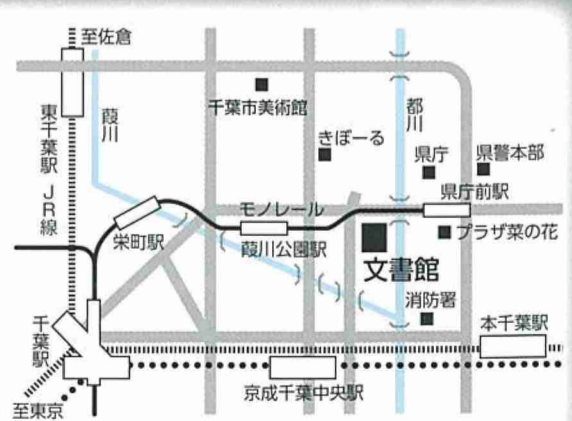 至佐倉
東千葉駅
JR線
葭川
千葉市美術館
都川
きぼーる
県庁
県警本部
県庁前駅
モノレール
栄町駅
葭川公園駅
プラザ菜の花
文書館
消防署
千葉駅
本千葉駅
京成千葉中央駅
至東京